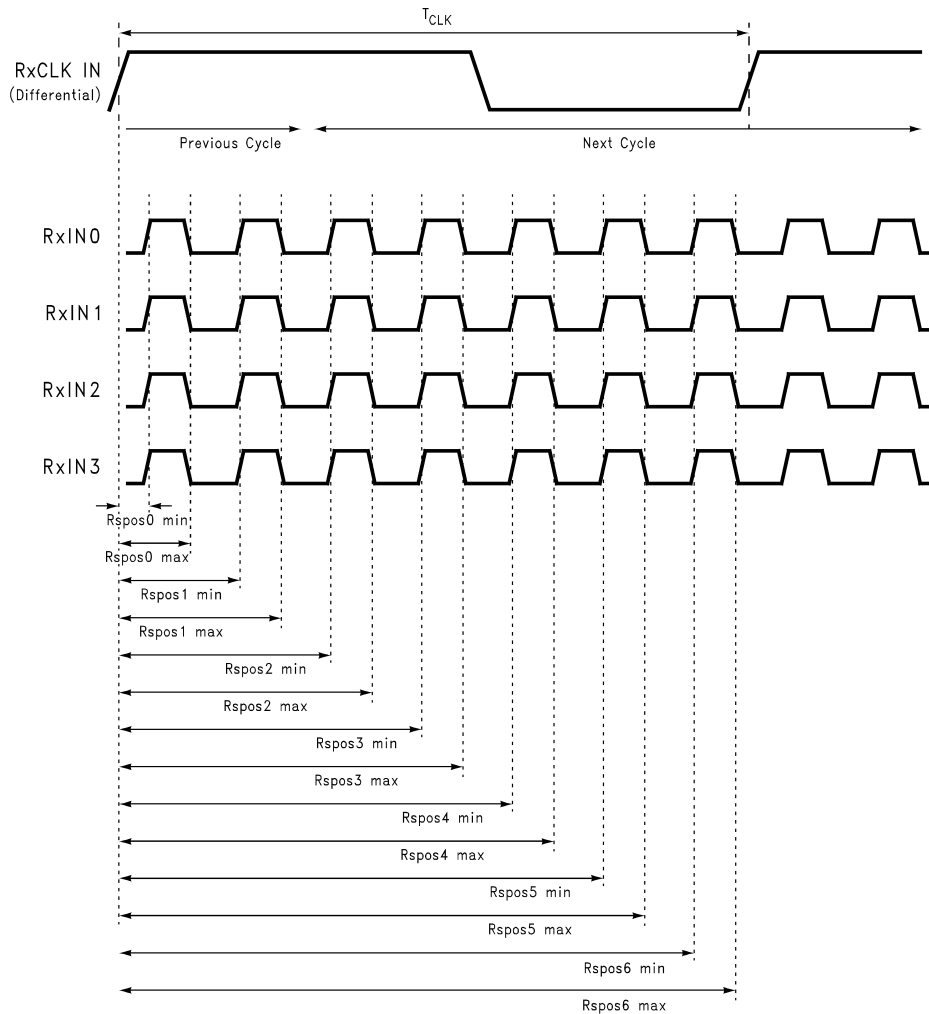 TCLK
RxCLK IN
(Differential)
Previous Cycle
Next Cycle
RxIN0
RxIN1
RxIN2
RxIN3
Rspos0 min
Rspos0 max
Rspos1 min
Rspos1 max
Rspos2 min
Rspos2 max
Rspos3 min
Rspos3 max
Rspos4 min
Rspos4 max
Rspos5 min
Rspos5 max
Rspos6 min
Rspos6 max